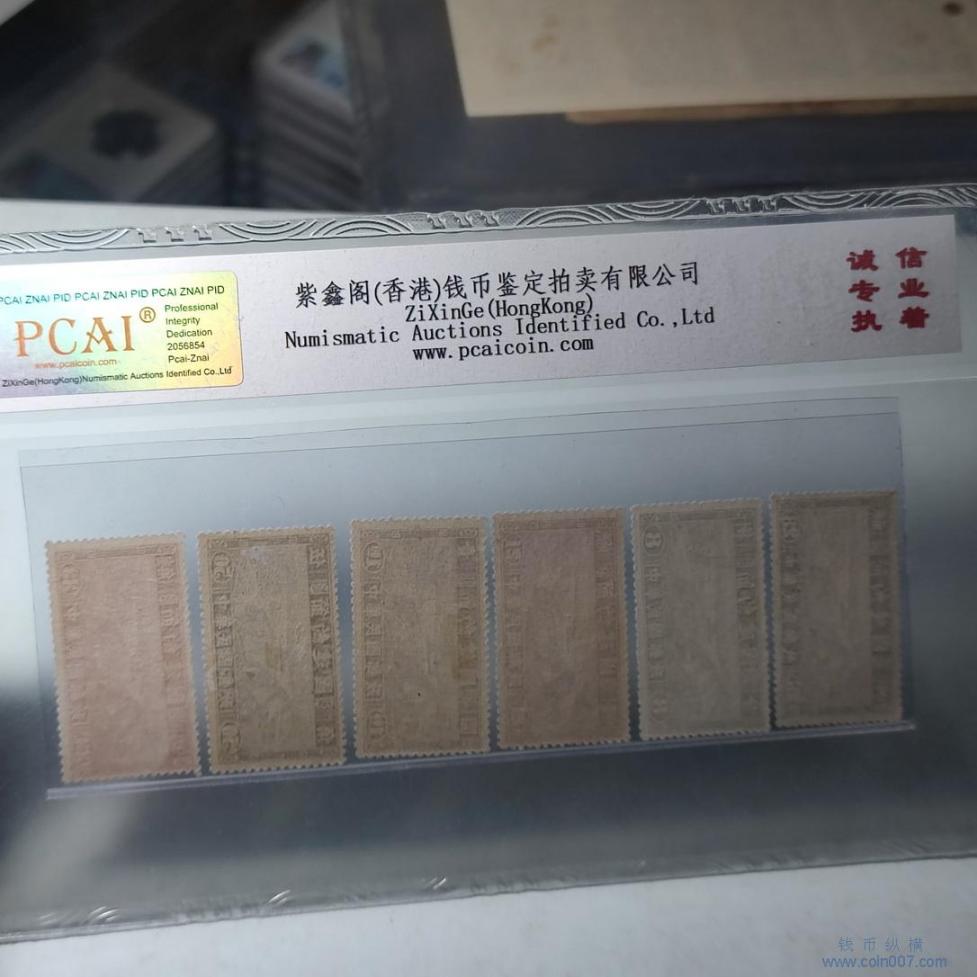 PCAI ZNAI PID PCAI ZNAI PID PCAI ZNAI PID
PCAI®
www.pcaicoin.com
Professional
Integrity
Dedication
2056854
Pcai-Znai
ZiXinGe(HongKong)Numismatic Auctions Identified Co.,Ltd
紫鑫阁(香港)钱币鉴定拍卖有限公司
ZiXinGe(HongKong)
Numismatic Auctions Identified Co.,Ltd
www.pcaicoin.com
诚信
专业
执着
钱币纵横
www.coin007.com